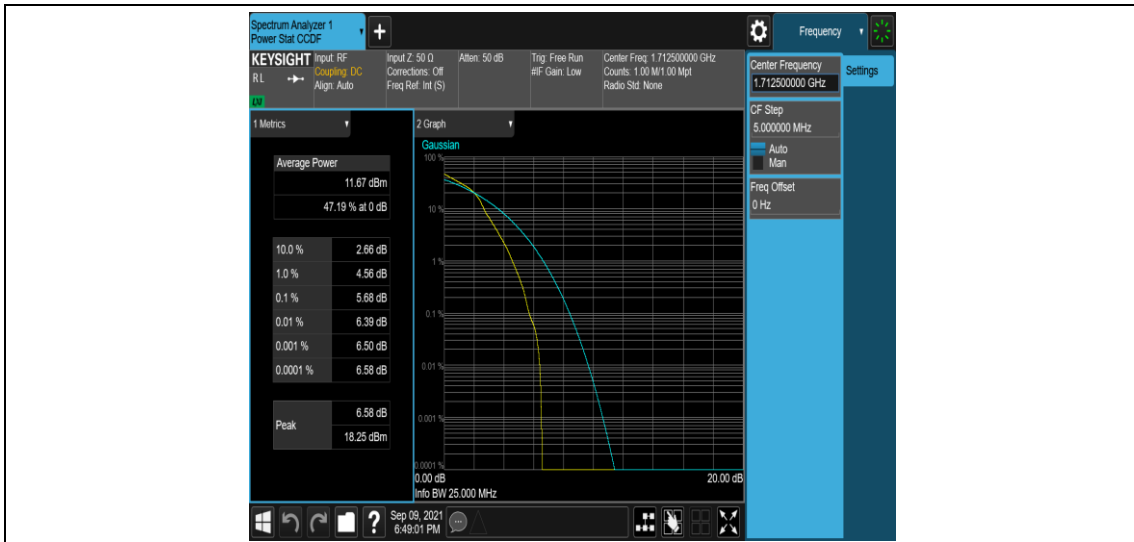 Spectrum Analyzer 1
Power Stat CCDF
+
Frequency
KEYSIGHT
R L
LXI
Input: RF
Coupling: DC
Align: Auto
Input Z: 50 Ω
Corrections: Off
Freq Ref: Int (S)
Atten: 50 dB
Trig: Free Run
#IF Gain: Low
Center Freq: 1.712500000 GHz
Counts: 1.00 M/1.00 Mpt
Radio Std: None
Center Frequency
1.712500000 GHz
Settings
CF Step
5.000000 MHz
Auto
Man
Freq Offset
0 Hz
1 Metrics
Average Power
11.67 dBm
47.19 % at 0 dB
10.0 % 2.66 dB
1.0 % 4.56 dB
0.1 % 5.68 dB
0.01 % 6.39 dB
0.001 % 6.50 dB
0.0001 % 6.58 dB
Peak
6.58 dB
18.25 dBm
2 Graph
Gaussian
100 %
10 %
1 %
0.1 %
0.01 %
0.001 %
0.0001 %
0.00 dB 20.00 dB
Info BW 25.000 MHz
?
Sep 09, 2021
6:49:01 PM